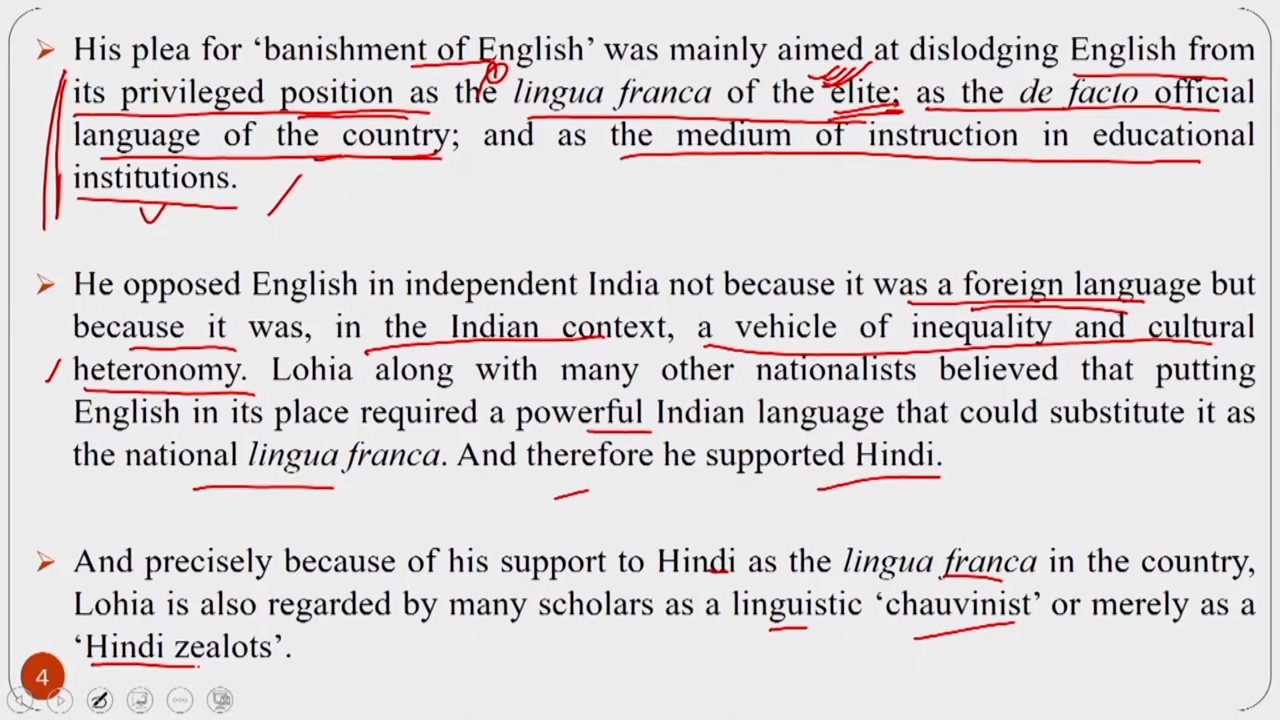 His plea for ‘banishment of English’ was mainly aimed at dislodging English from
its privileged position as the lingua franca of the elite; as the de facto official
language of the country; and as the medium of instruction in educational
institutions.
He opposed English in independent India not because it was a foreign language but
because it was, in the Indian context, a vehicle of inequality and cultural
heteronomy. Lohia along with many other nationalists believed that putting
English in its place required a powerful Indian language that could substitute it as
the national lingua franca. And therefore he supported Hindi.
And precisely because of his support to Hindi as the lingua franca in the country,
Lohia is also regarded by many scholars as a linguistic ‘chauvinist’ or merely as a
‘Hindi zealots’.
4